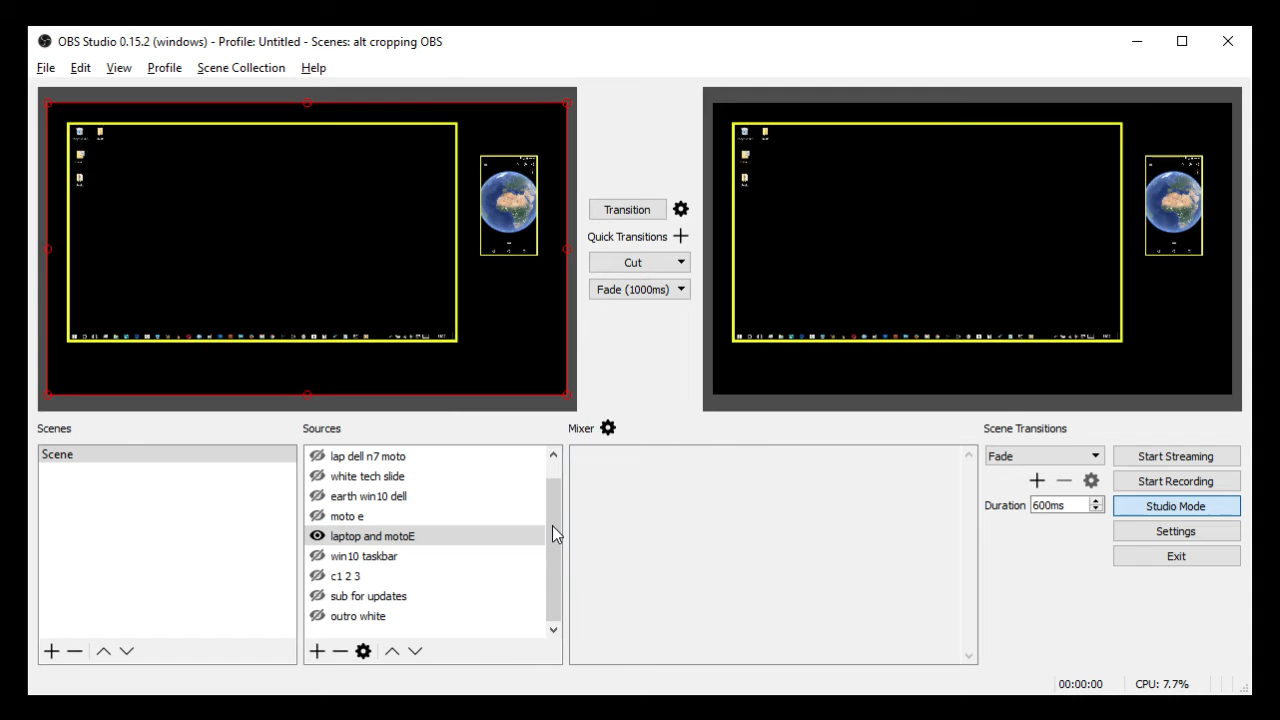 OBS Studio 0.15.2 (windows) - Profile: Untitled - Scenes: alt cropping OBS
File Edit View Profile Scene Collection Help
Transition
Quick Transitions
Cut
Fade (1000ms)
Scenes
Scene
Sources
lap dell n7 moto
white tech slide
earth win10 dell
moto e
laptop and motoE
win10 taskbar
c1 2 3
sub for updates
outro white
Mixer
Scene Transitions
Fade
Duration 600ms
Start Streaming
Start Recording
Studio Mode
Settings
Exit
00:00:00 CPU: 7.7%